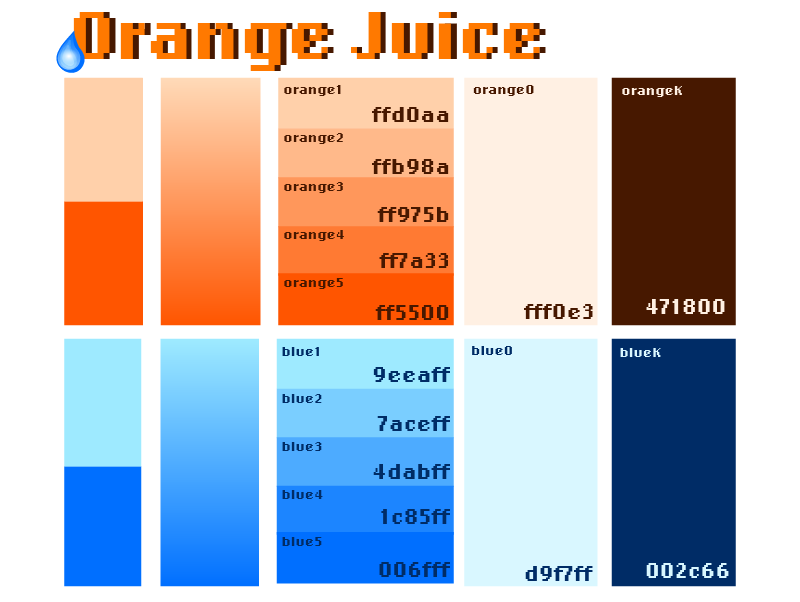 Orange Juice
orange1
ffd0aa
orange2
ffb98a
orange3
ff975b
orange4
ff7a33
orange5
ff5500
orange0
fff0e3
orangeK
471800
blue1
9eeaff
blue2
7aceff
blue3
4dabff
blue4
1c85ff
blue5
006fff
blue0
d9f7ff
blueK
002c66